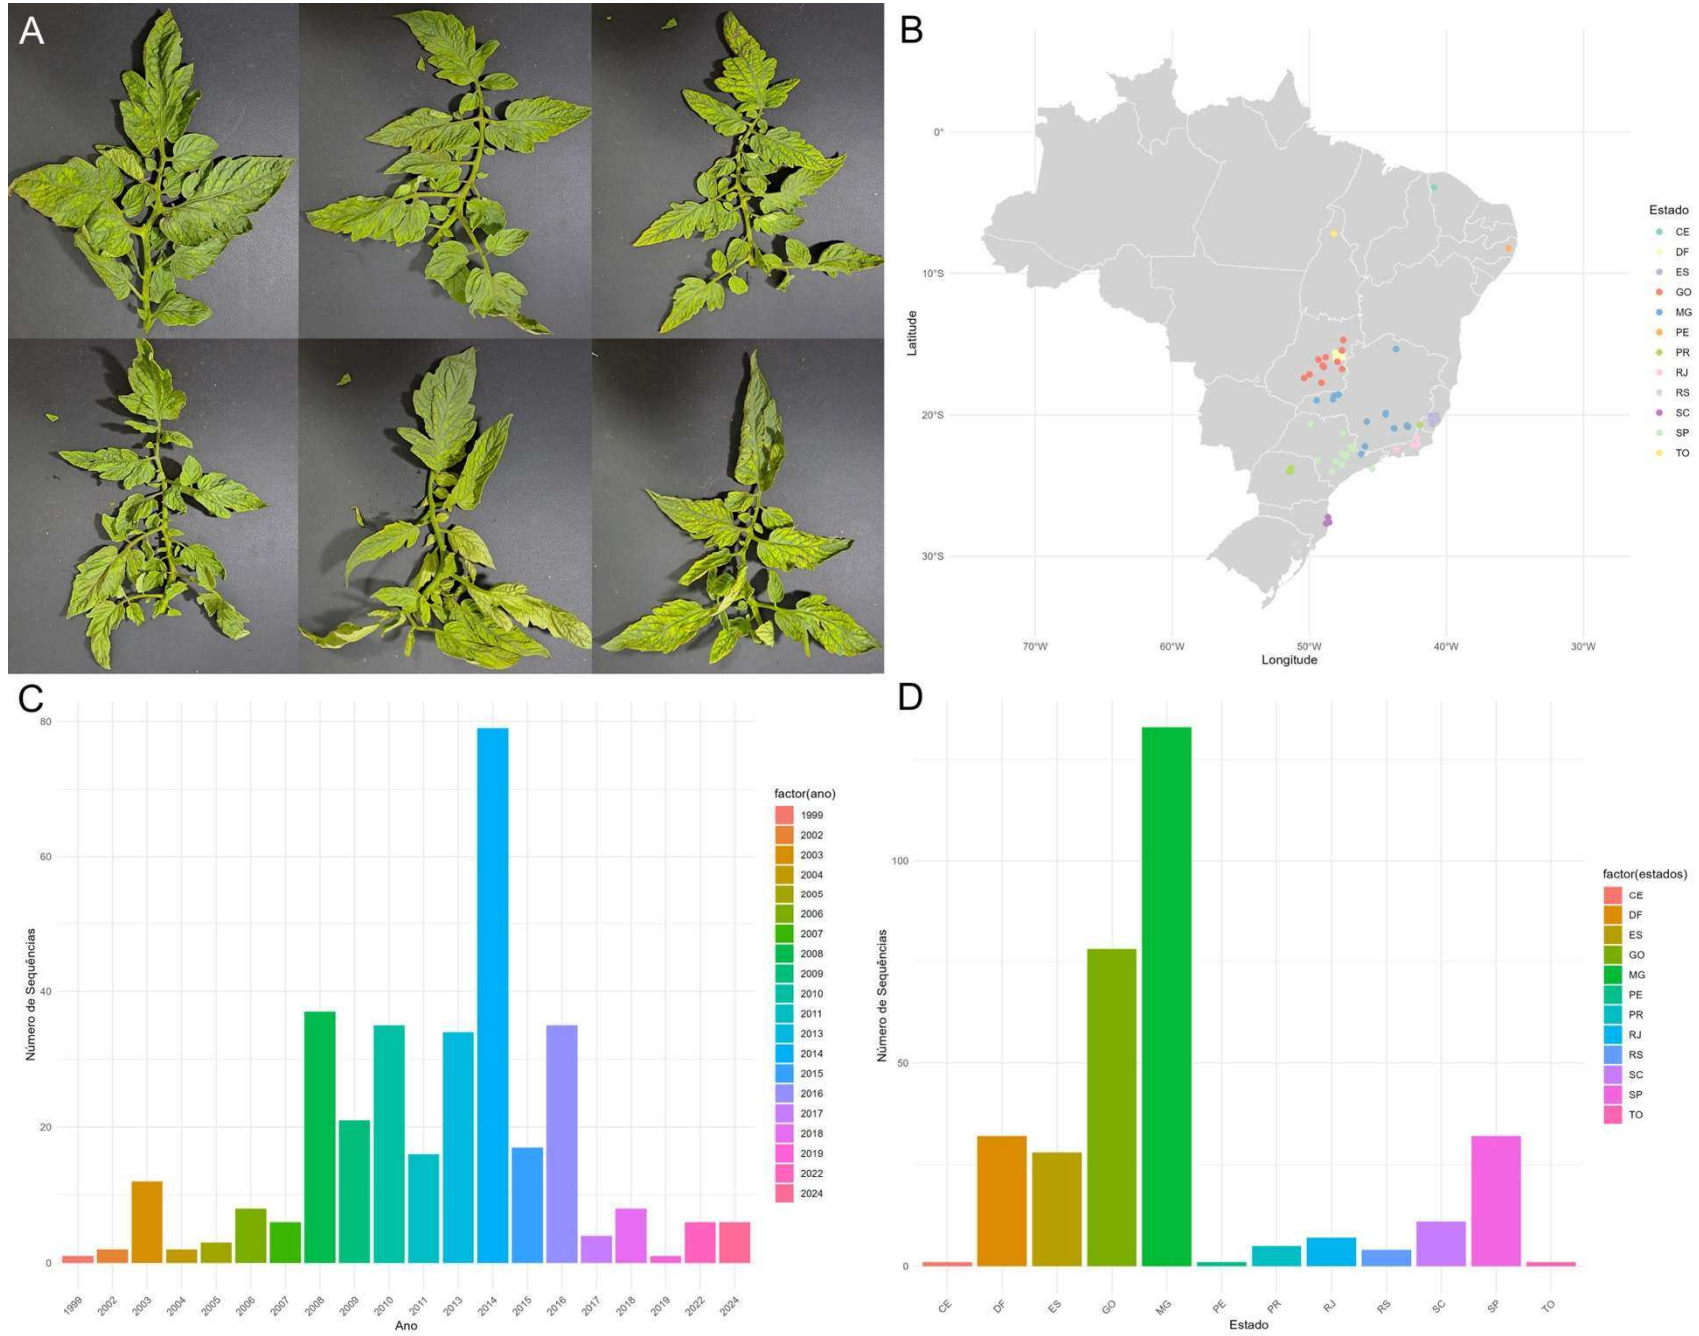 A
B
0°
10°S
20°S
30°S
Latitude
70°W
60°W
50°W
40°W
30°W
Longitude
Estado
CE
DF
ES
GO
MG
PE
PR
RJ
RS
SC
SP
TO
C
80
60
40
20
0
Número de Sequências
1999
2002
2003
2004
2005
2006
2007
2008
2009
2010
2011
2013
2014
2015
2016
2017
2018
2019
2022
2024
Ano
factor(ano)
1999
2002
2003
2004
2005
2006
2007
2008
2009
2010
2011
2013
2014
2015
2016
2017
2018
2019
2022
2024
D
100
50
0
Número de Sequências
CE
DF
ES
GO
MG
PE
PR
RJ
RS
SC
SP
TO
Estado
factor(estados)
CE
DF
ES
GO
MG
PE
PR
RJ
RS
SC
SP
TO